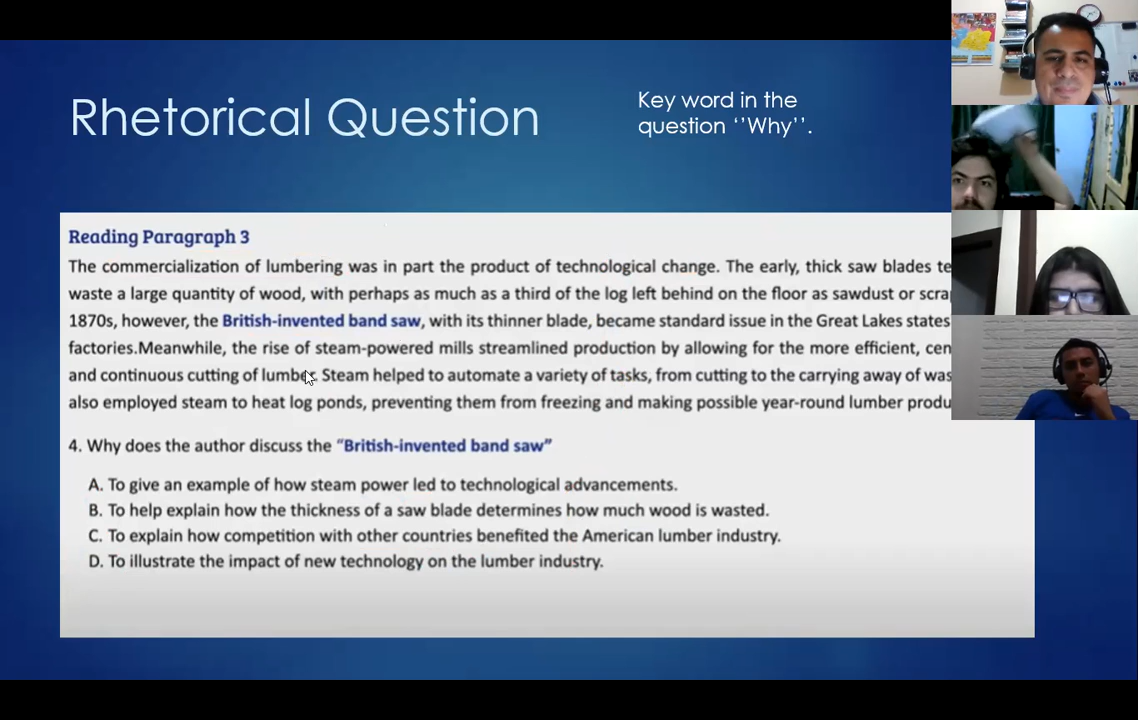 Rhetorical Question
Key word in the
question ‘’Why’’.
Reading Paragraph 3
The commercialization of lumbering was in part the product of technological change. The early, thick saw blades
waste a large quantity of wood, with perhaps as much as a third of the log left behind on the floor as sawdust or
1870s, however, the British-invented band saw, with its thinner blade, became standard issue in the Great Lakes states
factories.Meanwhile, the rise of steam-powered mills streamlined production by allowing for the more efficient,
and continuous cutting of lumber. Steam helped to automate a variety of tasks, from cutting to the carrying away of
also employed steam to heat log ponds, preventing them from freezing and making possible year-round lumber
4. Why does the author discuss the “British-invented band saw”
A. To give an example of how steam power led to technological advancements.
B. To help explain how the thickness of a saw blade determines how much wood is wasted.
C. To explain how competition with other countries benefited the American lumber industry.
D. To illustrate the impact of new technology on the lumber industry.